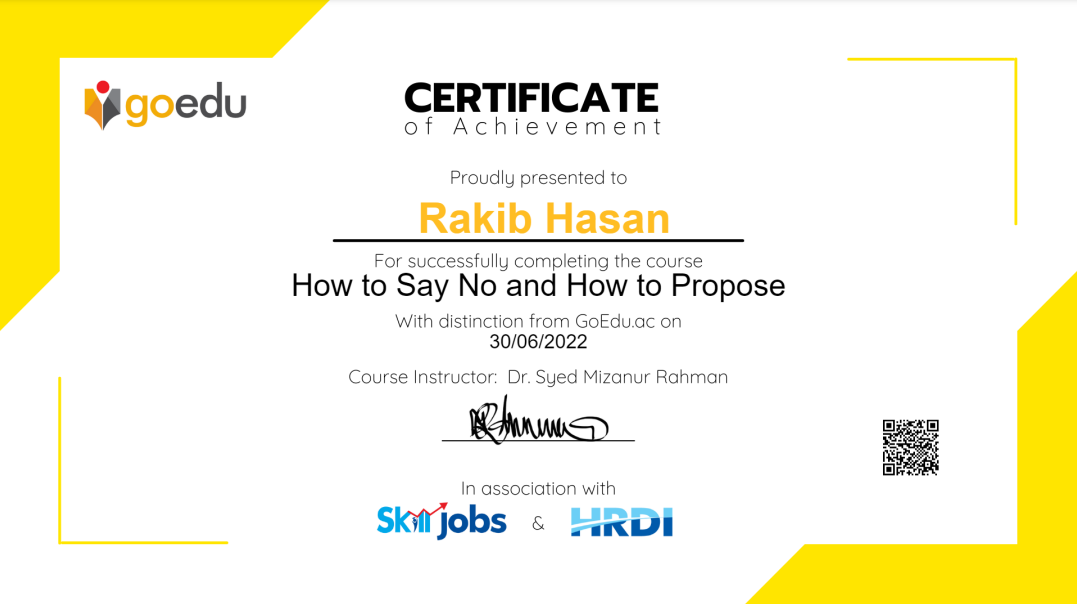 goedu
CERTIFICATE
of Achievement
Proudly presented to
Rakib Hasan
For successfully completing the course
How to Say No and How to Propose
With distinction from GoEdu.ac on
30/06/2022
Course Instructor: Dr. Syed Mizanur Rahman
In association with
Skill jobs & HRDI